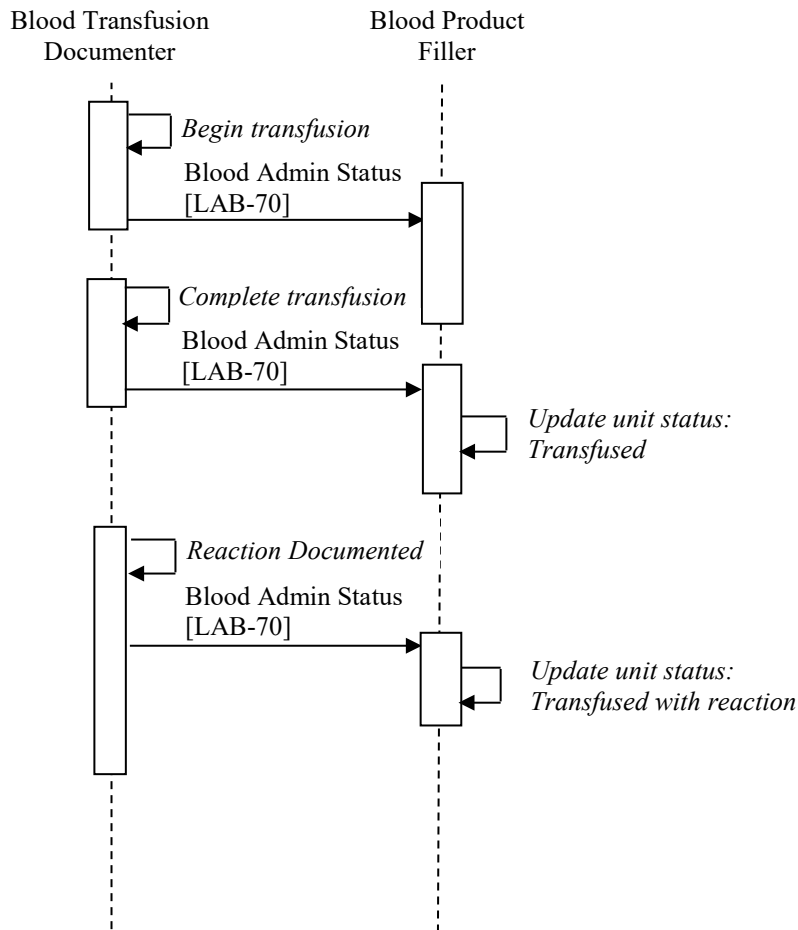 Blood Transfusion
Documenter
Blood Product
Filler
Begin transfusion
Blood Admin Status
[LAB-70]
Complete transfusion
Blood Admin Status
[LAB-70]
Update unit status:
Transfused
Reaction Documented
Blood Admin Status
[LAB-70]
Update unit status:
Transfused with reaction